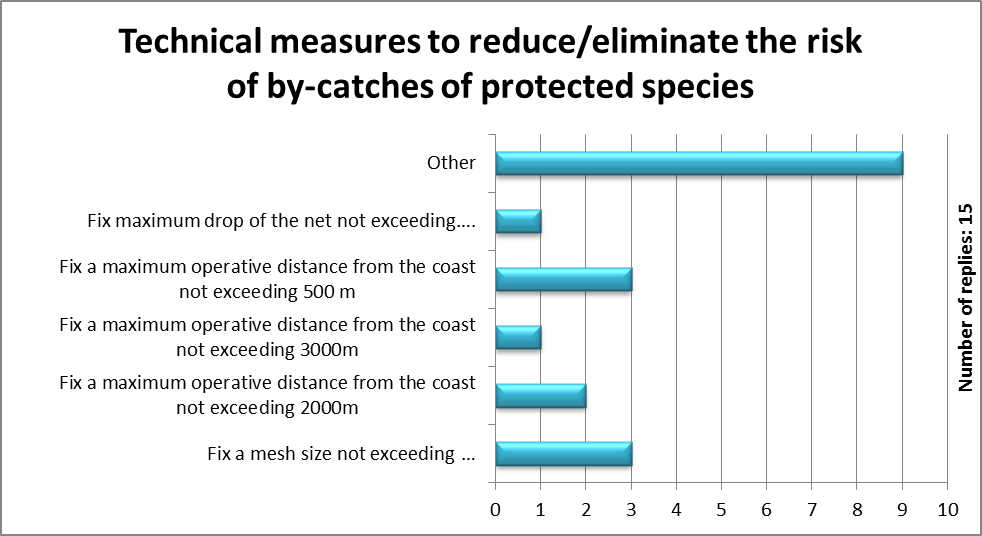 Technical measures to reduce/eliminate the risk
of by-catches of protected species
Other
Fix maximum drop of the net not exceeding....
Fix a maximum operative distance from the coast
not exceeding 500 m
Fix a maximum operative distance from the coast
not exceeding 3000m
Fix a maximum operative distance from the coast
not exceeding 2000m
Fix a mesh size not exceeding ...
0 1 2 3 4 5 6 7 8 9 10
Number of replies: 15